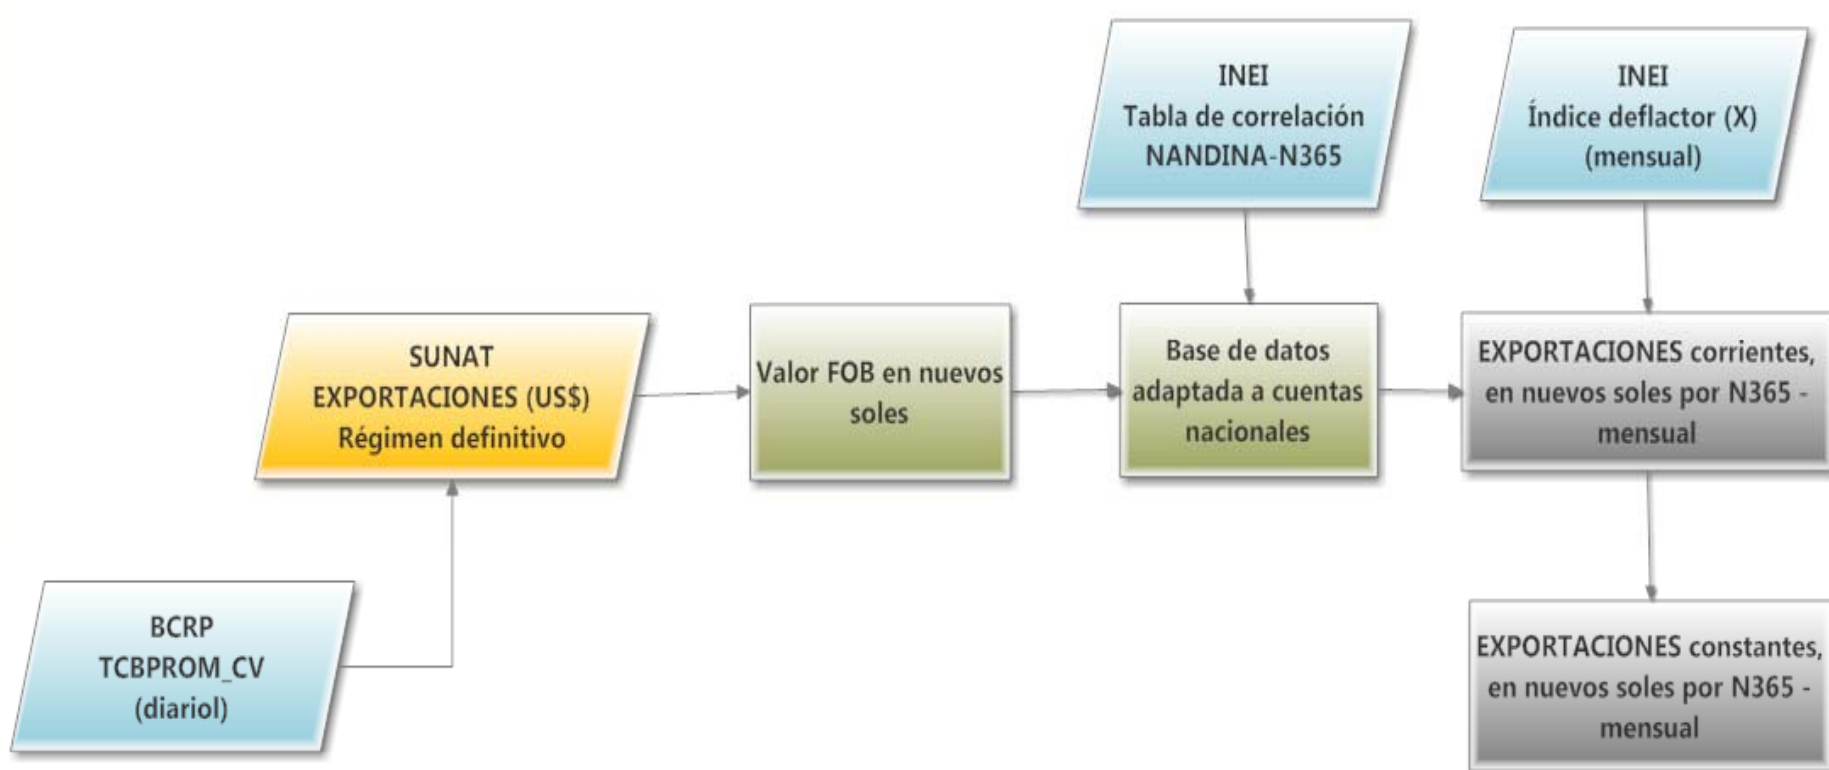 INEI
Tabla de correlación
NANDINA-N365
INEI
Índice deflactor (X)
(mensual)
SUNAT
EXPORTACIONES (US$)
Régimen definitivo
Valor FOB en nuevos
soles
Base de datos
adaptada a cuentas
nacionales
EXPORTACIONES corrientes,
en nuevos soles por N365 -
mensual
BCRP
TCBPROM_CV
(diariol)
EXPORTACIONES constantes,
en nuevos soles por N365 -
mensual